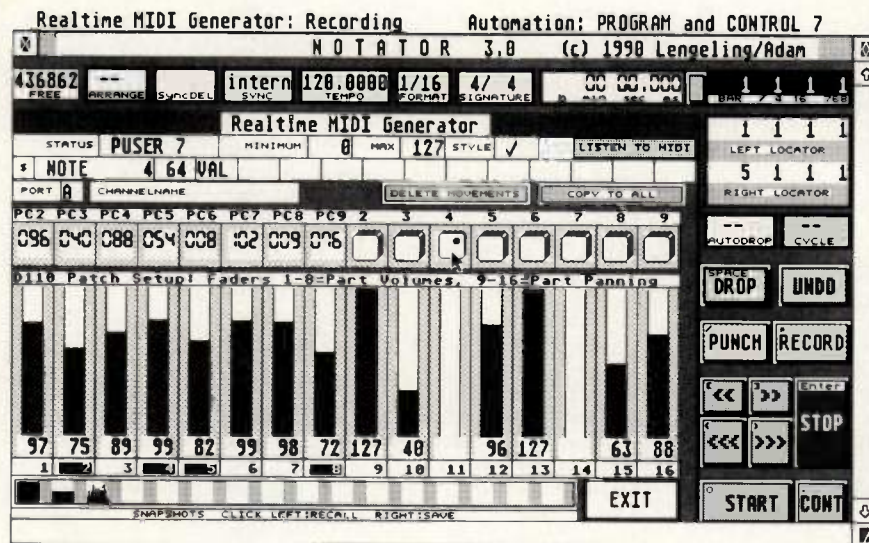 Realtime MIDI Generator: Recording Automation: PROGRAM and CONTROL 7
NOTATOR 3.0 (c) 1990 Lengeling/Adam
436862 -- intern 120.0000 1/16 4/ 4 00 00:000 1 1 1 1
FREE ARRANGE SyncDEL SYNC TEMPO FORMAT SIGNATURE h min sec ms BAR / 4 16 768
Realtime MIDI Generator
STATUS PUSER 7 MINIMUM 0 MAX 127 STYLE ✓ LISTEN TO MIDI
1 1 1 1
LEFT LOCATOR
s NOTE 4 64 VAL
5 1 1 1
RIGHT LOCATOR
PORT A CHANNELNAME DELETE MOVEMENTS COPY TO ALL
PC2 PC3 PC4 PC5 PC6 PC7 PC8 PC9 2 3 4 5 6 7 8 9
096 040 088 054 008 102 009 076
-- --
AUTODROP CYCLE
D110 Patch Setup: Faders 1-8=Part Volumes, 9-16=Part Panning
SPACE
DROP UNDO
PUNCH RECORD
<< >> Enter
STOP
<<< >>>
97 75 89 99 82 99 98 72 127 40 96 127 63 88
1 2 3 4 5 6 7 8 9 10 11 12 13 14 15 16
EXIT START CONT
SNAPSHOTS CLICK LEFT:RECALL RIGHT:SAVE